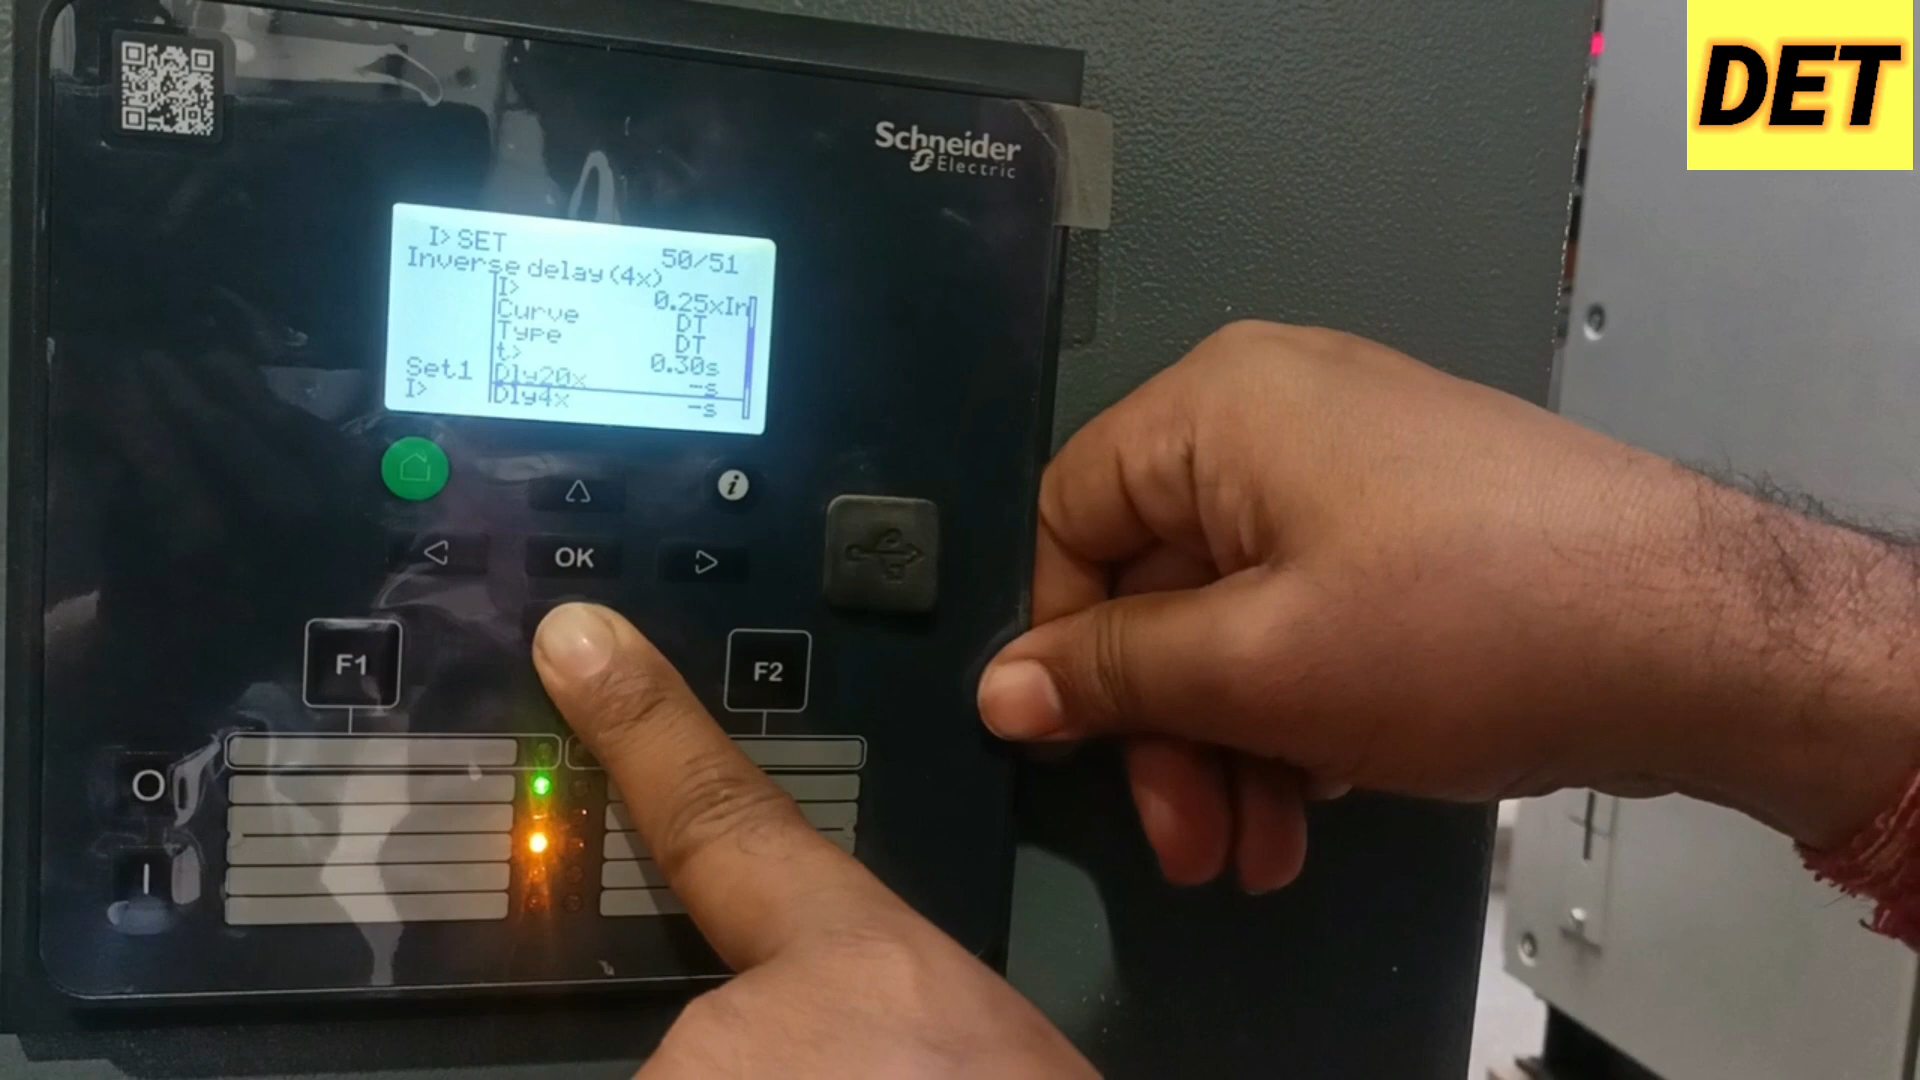 DET
Schneider
Electric
I> SET
50/51
Inverse delay (4x)
I> 0.25xIn
Curve DT
Type DT
t> 0.30s
Set1 Dly20x -s
I> Dly4x -s
OK
F1
F2
O
I